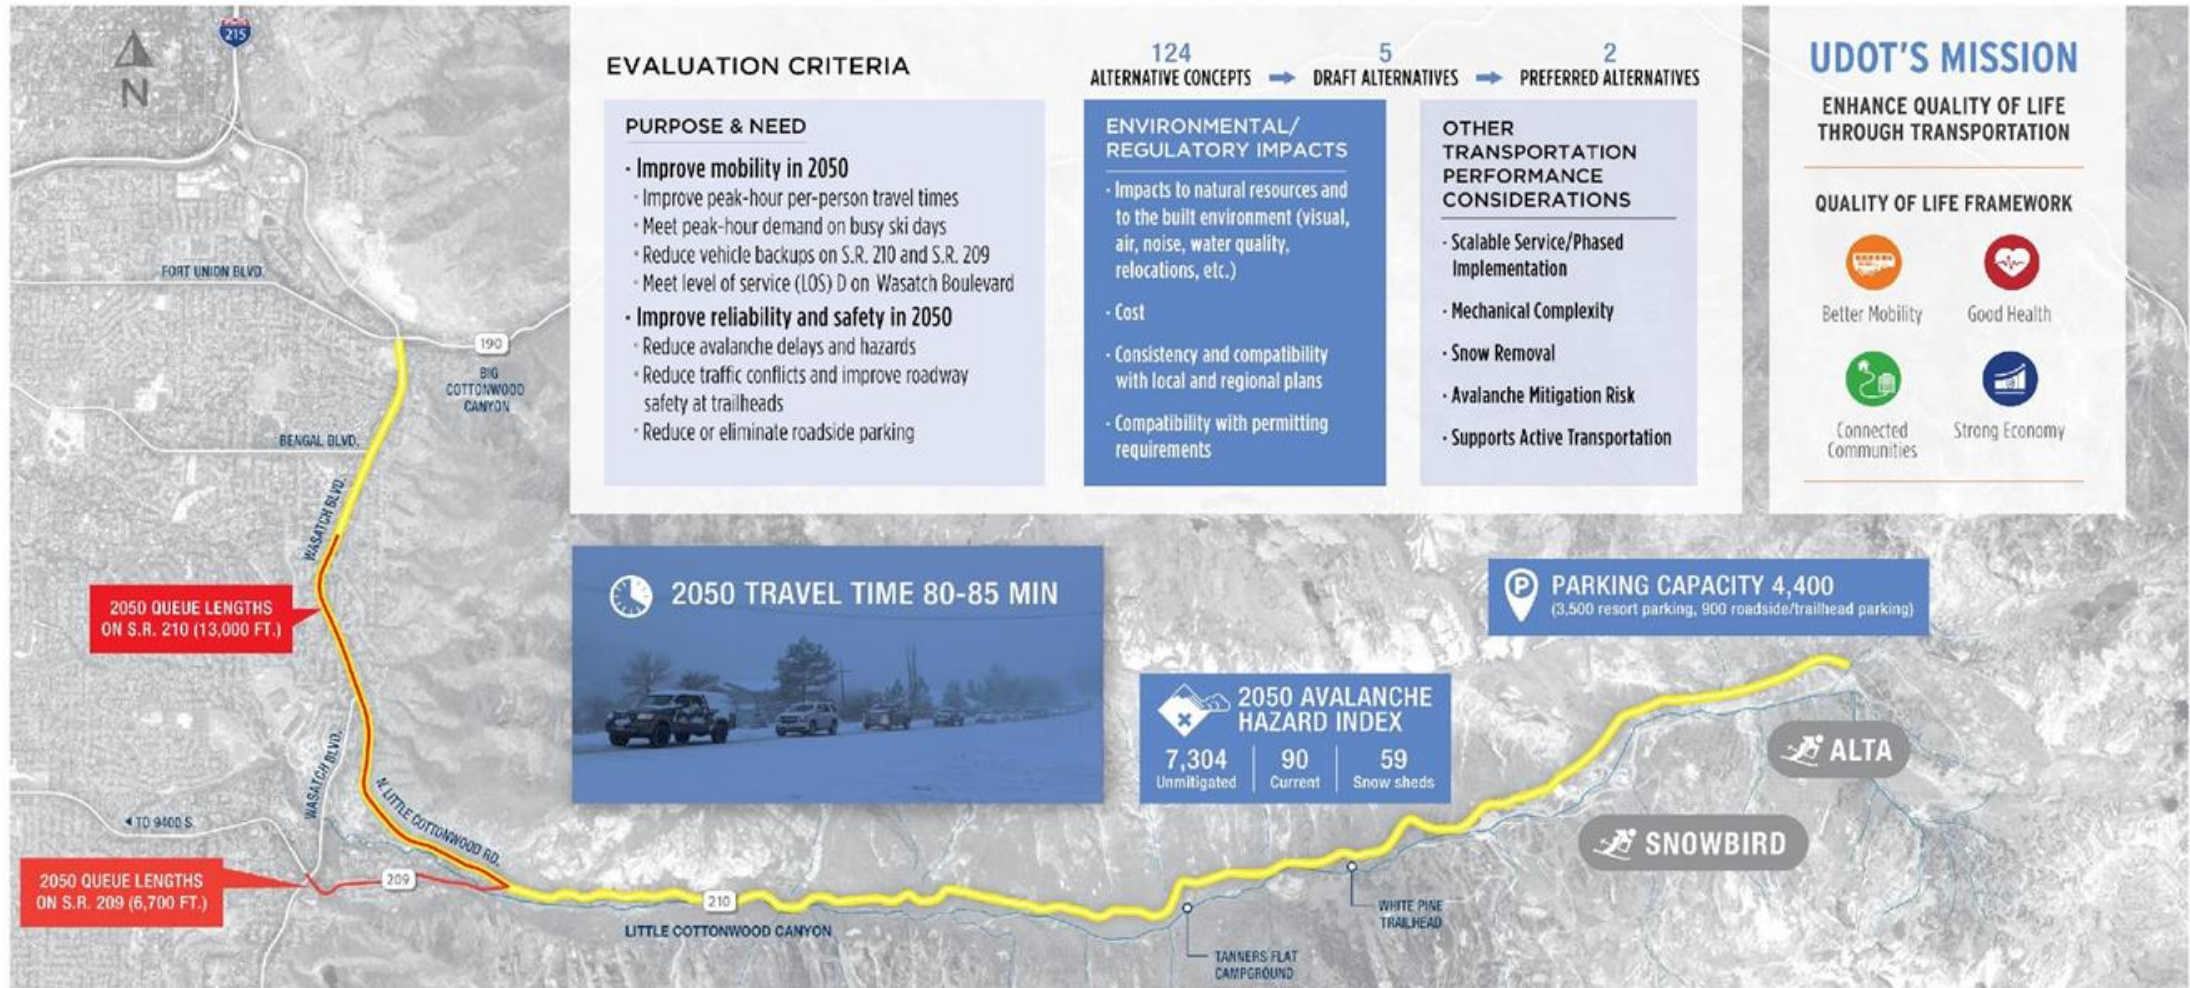 215
N
FORT UNION BLVD.
190
BIG
COTTONWOOD
CANYON
BENGAL BLVD.
WASATCH BLVD.
2050 QUEUE LENGTHS
ON S.R. 210 (13,000 FT.)
WASATCH BLVD.
N. LITTLE COTTONWOOD RD.
TO 9400 S.
2050 QUEUE LENGTHS
ON S.R. 209 (6,700 FT.)
209
210
LITTLE COTTONWOOD CANYON
EVALUATION CRITERIA
PURPOSE & NEED
· Improve mobility in 2050
· Improve peak-hour per-person travel times
· Meet peak-hour demand on busy ski days
· Reduce vehicle backups on S.R. 210 and S.R. 209
· Meet level of service (LOS) D on Wasatch Boulevard
· Improve reliability and safety in 2050
· Reduce avalanche delays and hazards
· Reduce traffic conflicts and improve roadway
safety at trailheads
· Reduce or eliminate roadside parking
124
ALTERNATIVE CONCEPTS
5
DRAFT ALTERNATIVES
2
PREFERRED ALTERNATIVES
ENVIRONMENTAL/
REGULATORY IMPACTS
· Impacts to natural resources and
to the built environment (visual,
air, noise, water quality,
relocations, etc.)
· Cost
· Consistency and compatibility
with local and regional plans
· Compatibility with permitting
requirements
OTHER
TRANSPORTATION
PERFORMANCE
CONSIDERATIONS
· Scalable Service/Phased
Implementation
· Mechanical Complexity
· Snow Removal
· Avalanche Mitigation Risk
· Supports Active Transportation
UDOT'S MISSION
ENHANCE QUALITY OF LIFE
THROUGH TRANSPORTATION
QUALITY OF LIFE FRAMEWORK
Better Mobility
Good Health
Connected
Communities
Strong Economy
2050 TRAVEL TIME 80-85 MIN
P
PARKING CAPACITY 4,400
(3,500 resort parking, 900 roadside/trailhead parking)
2050 AVALANCHE
HAZARD INDEX
7,304
Unmitigated
90
Current
59
Snow sheds
ALTA
SNOWBIRD
WHITE PINE
TRAILHEAD
TANNERS FLAT
CAMPGROUND